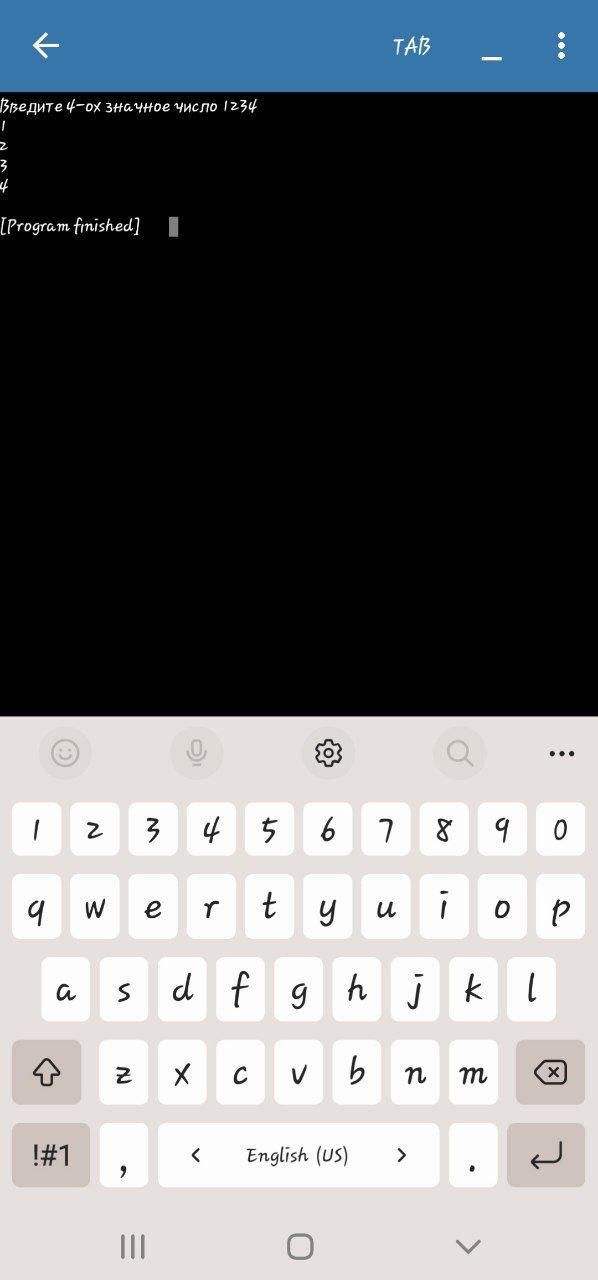 TAB
Введите 4-ох значное число 1234
1
2
3
4
[Program finished]
1 2 3 4 5 6 7 8 9 0
q w e r t y u i o p
a s d f g h j k l
z x c v b n m
!#1 , < English (US) > .